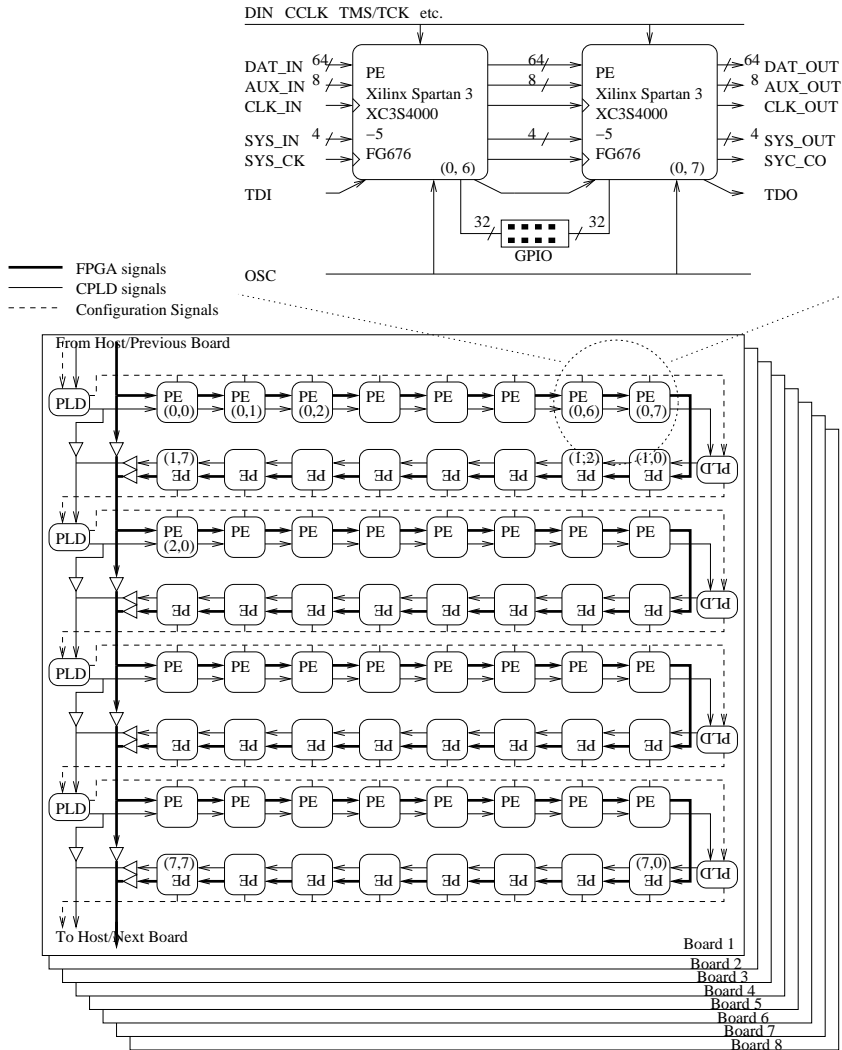 DIN CCLK TMS/TCK etc.
DAT_IN 64 PE 64 PE 64 DAT_OUT
AUX_IN 8 Xilinx Spartan 3 8 Xilinx Spartan 3 8 AUX_OUT
CLK_IN XC3S4000 XC3S4000 CLK_OUT
SYS_IN 4 −5 4 −5 4 SYS_OUT
SYS_CK FG676 FG676 SYC_CO
(0, 6) (0, 7)
TDI TDO
32 32
GPIO
OSC
FPGA signals
CPLD signals
Configuration Signals
From Host/Previous Board
PLD PE PE PE PE PE PE PE PE
(0,0) (0,1) (0,2) (0,6) (0,7)
(1,7) (1,2) (1,0)
PE PE PE PE PE PE PE PE PLD
PLD PE PE PE PE PE PE PE PE
(2,0)
PE PE PE PE PE PE PE PE PLD
PLD PE PE PE PE PE PE PE PE
PE PE PE PE PE PE PE PE PLD
PLD PE PE PE PE PE PE PE PE
(7,7) (7,0)
PE PE PE PE PE PE PE PE PLD
To Host/Next Board
Board 1
Board 2
Board 3
Board 4
Board 5
Board 6
Board 7
Board 8